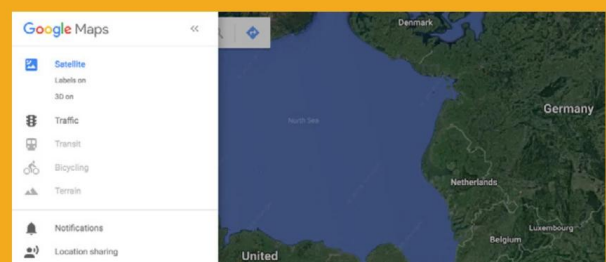 Google Maps
Satellite
Labels on
3D on
Traffic
Transit
Bicycling
Terrain
Notifications
Location sharing
Denmark
Germany
North Sea
Netherlands
Luxembourg
Belgium
United